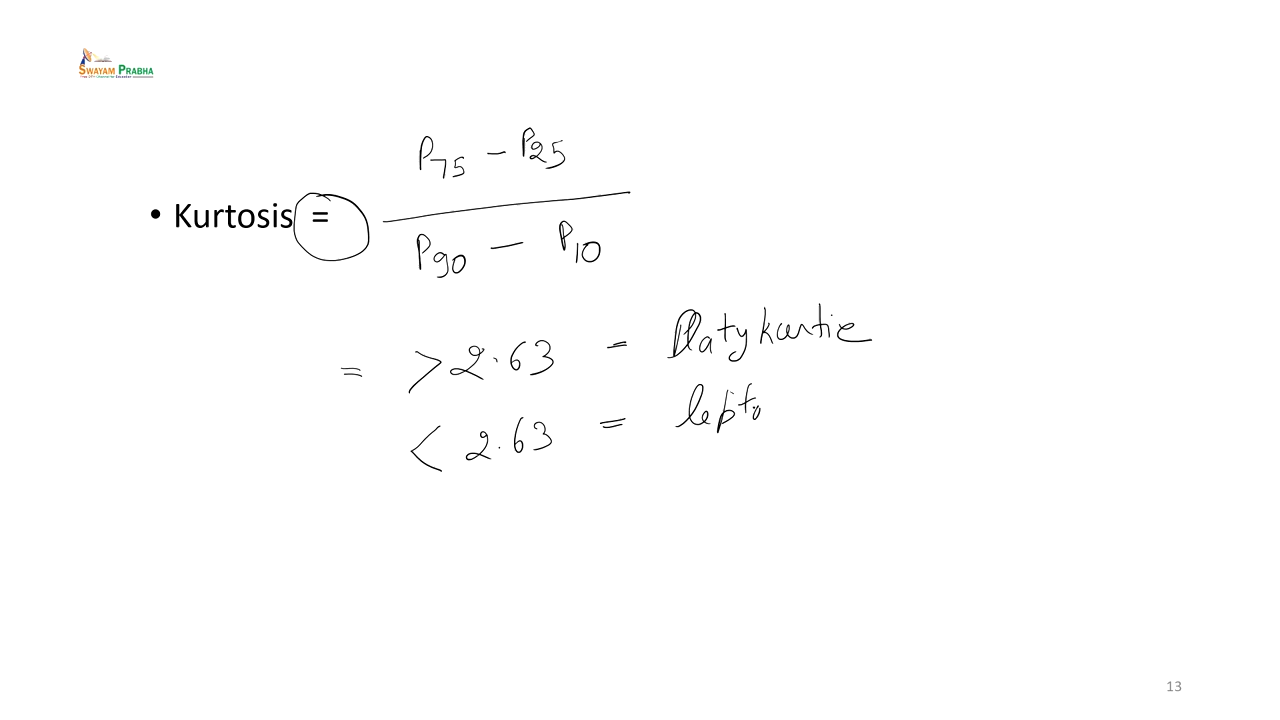 SWAYAM PRABHA
P75 - P25
• Kurtosis =
P90 - P10
= > 2.63 = Platykurtic
< 2.63 = lepto
13